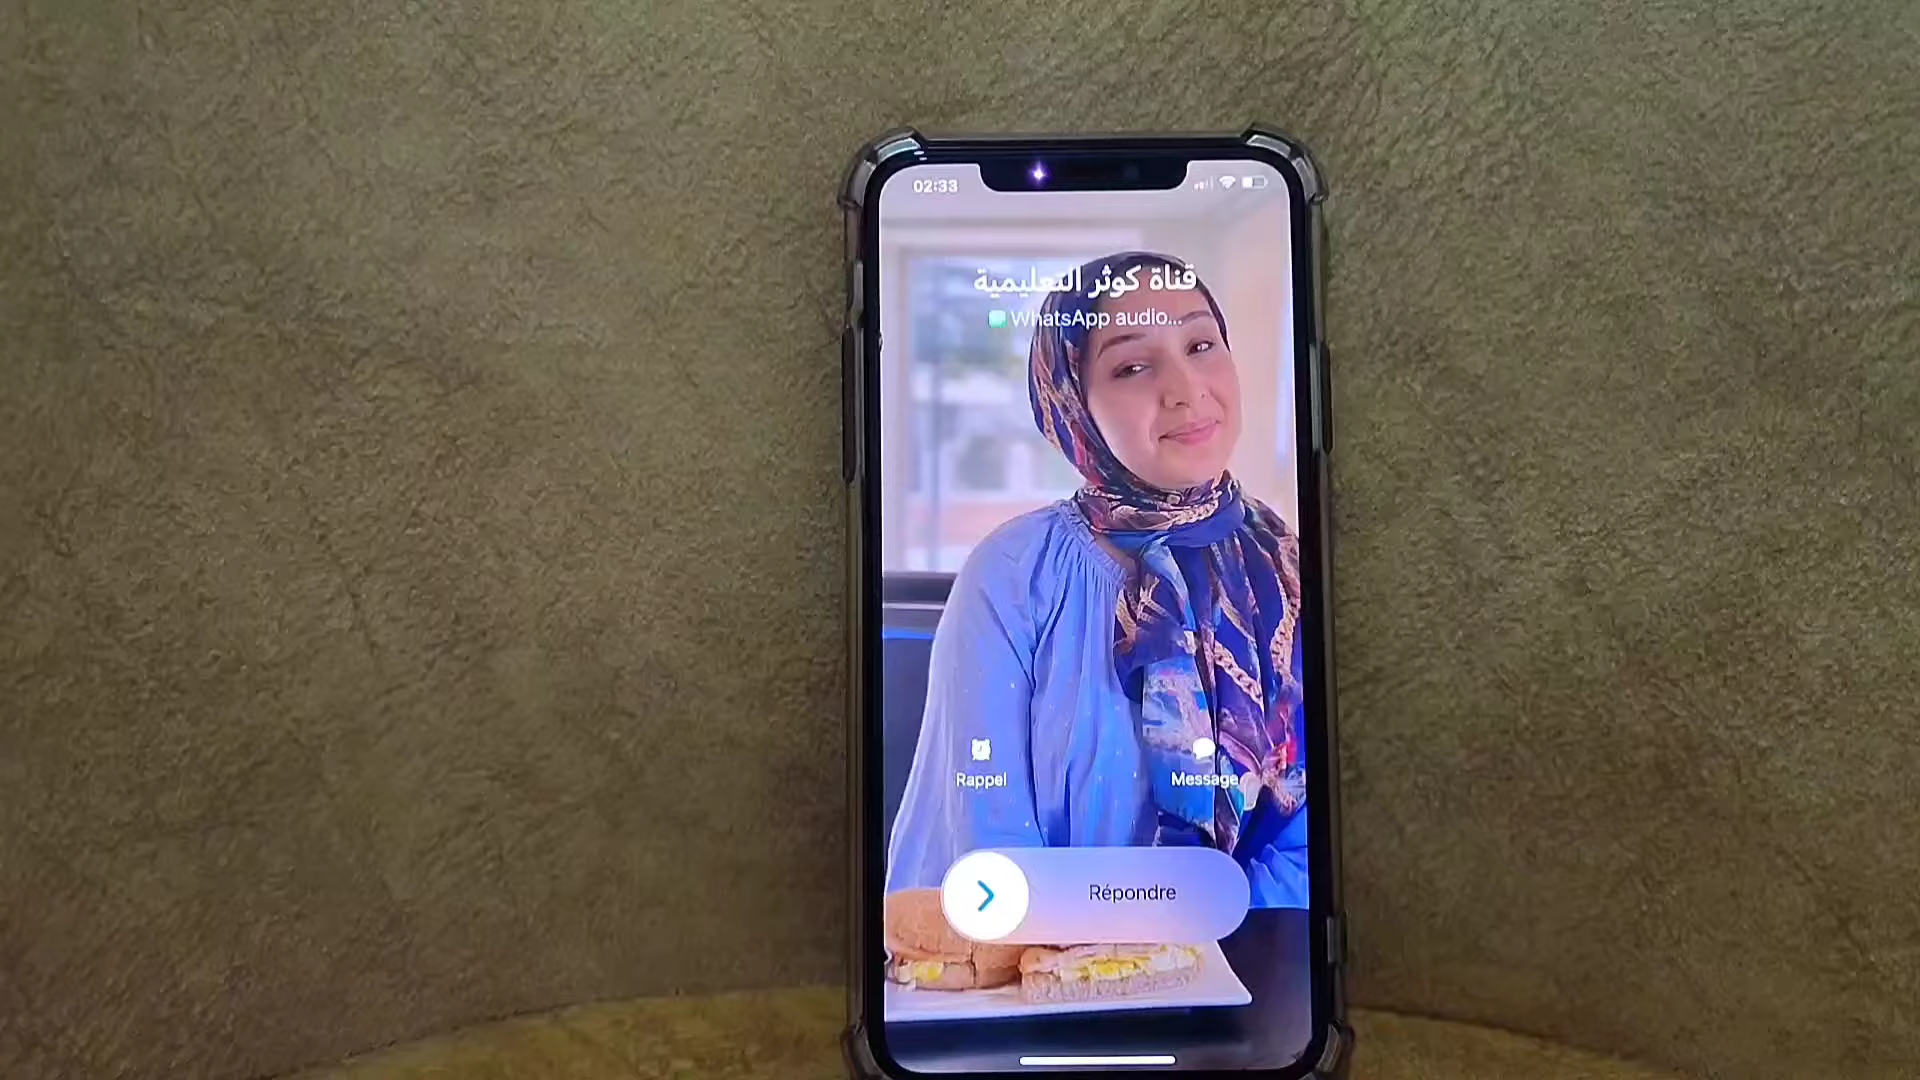 02:33
قناة كوثر التعليمية
WhatsApp audio...
Rappel
Message
Répondre